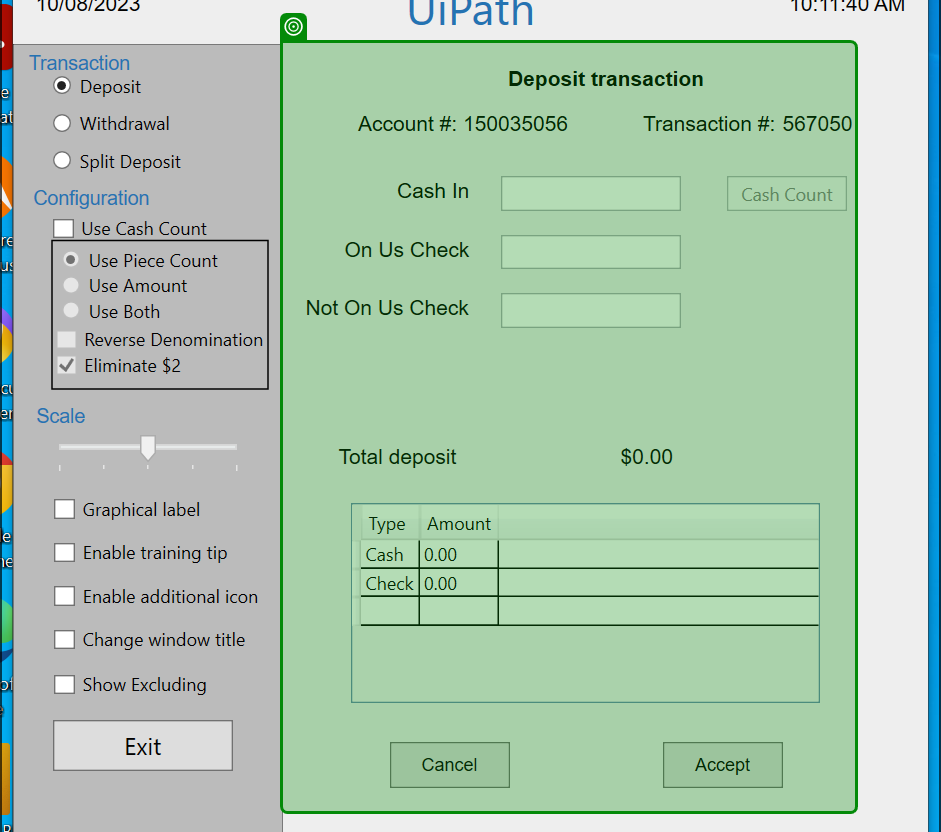 10/08/2023
UiPath
10:11:40 AM
Transaction
Deposit
Withdrawal
Split Deposit
Configuration
Use Cash Count
Use Piece Count
Use Amount
Use Both
Reverse Denomination
Eliminate $2
Scale
Graphical label
Enable training tip
Enable additional icon
Change window title
Show Excluding
Exit
Deposit transaction
Account #: 150035056 Transaction #: 567050
Cash In
Cash Count
On Us Check
Not On Us Check
Total deposit $0.00
Type Amount
Cash 0.00
Check 0.00
Cancel Accept